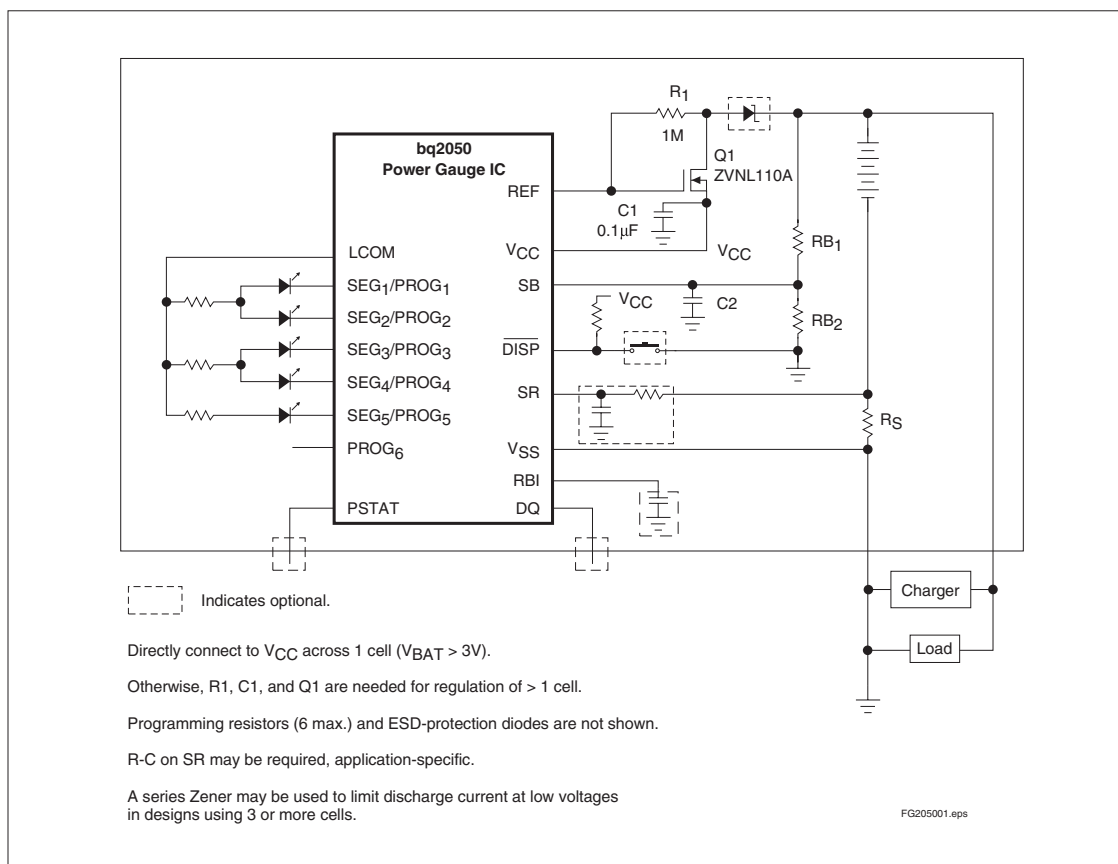 R1
1M
bq2050
Power Gauge IC
Q1
ZVNL110A
REF
C1
0.1µF
VCC
VCC
RB1
LCOM
SB
SEG1/PROG1
VCC
C2
SEG2/PROG2
RB2
SEG3/PROG3
DISP
SEG4/PROG4
SR
SEG5/PROG5
RS
PROG6
VSS
RBI
PSTAT
DQ
Charger
Indicates optional.
Load
Directly connect to VCC across 1 cell (VBAT > 3V).
Otherwise, R1, C1, and Q1 are needed for regulation of > 1 cell.
Programming resistors (6 max.) and ESD-protection diodes are not shown.
R-C on SR may be required, application-specific.
A series Zener may be used to limit discharge current at low voltages
in designs using 3 or more cells.
FG205001.eps